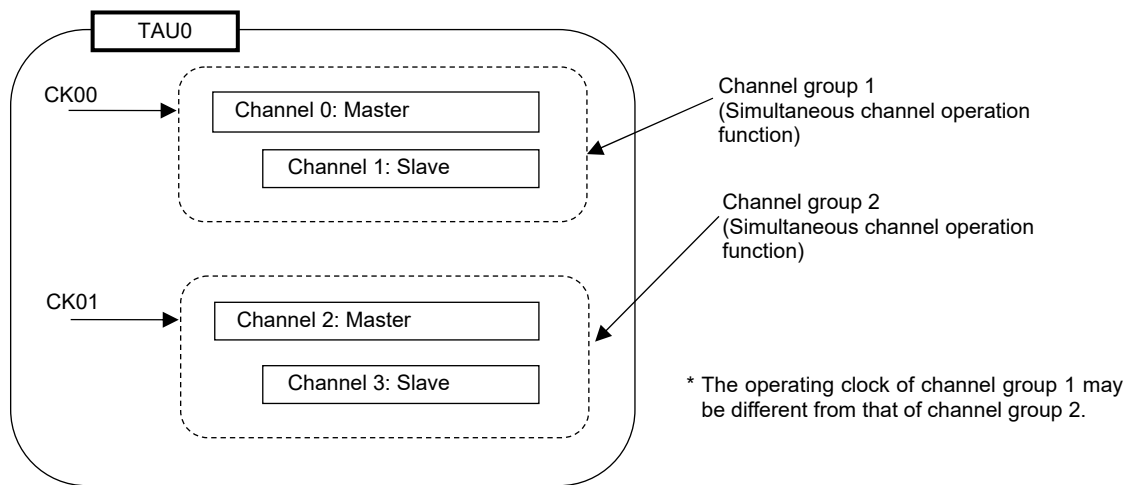 TAU0
CK00
Channel 0: Master
Channel 1: Slave
Channel group 1
(Simultaneous channel operation
function)
Channel group 2
(Simultaneous channel operation
function)
CK01
Channel 2: Master
Channel 3: Slave
* The operating clock of channel group 1 may
be different from that of channel group 2.